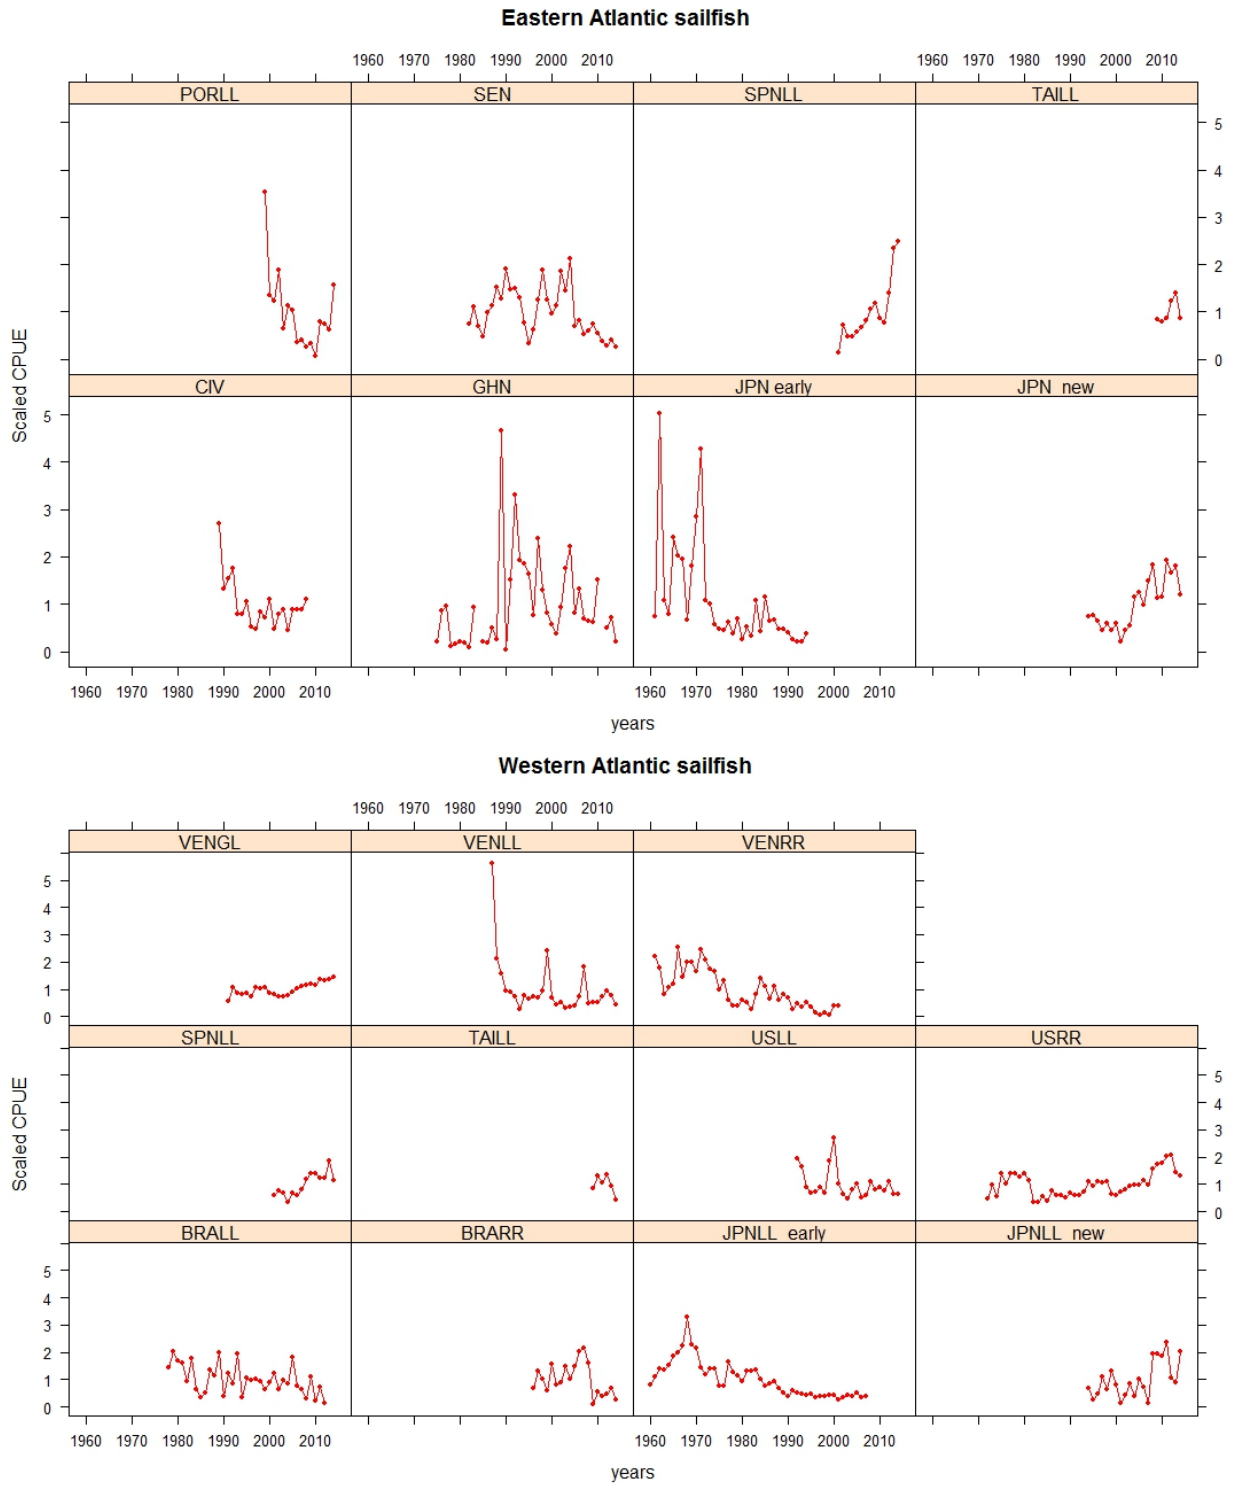 Eastern Atlantic sailfish
1960 1970 1980 1990 2000 2010 1960 1970 1980 1990 2000 2010
PORLL SEN SPNLL TAILL
5
4
3
2
1
0
Scaled CPUE
CIV GHN JPN early JPN new
5
4
3
2
1
0
1960 1970 1980 1990 2000 2010 1960 1970 1980 1990 2000 2010
years
Western Atlantic sailfish
1960 1970 1980 1990 2000 2010
VENGL VENLL VENRR
5
4
3
2
1
0
SPNLL TAILL USLL USRR
Scaled CPUE
5
4
3
2
1
0
BRALL BRARR JPNLL early JPNLL new
5
4
3
2
1
0
1960 1970 1980 1990 2000 2010 1960 1970 1980 1990 2000 2010
years